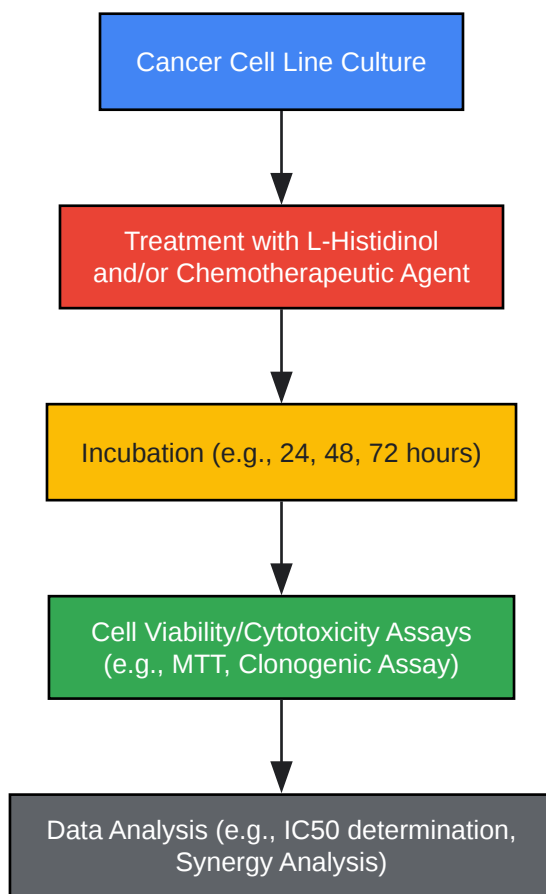 Cancer Cell Line Culture
Treatment with L-Histidinol
and/or Chemotherapeutic Agent
Incubation (e.g., 24, 48, 72 hours)
Cell Viability/Cytotoxicity Assays
(e.g., MTT, Clonogenic Assay)
Data Analysis (e.g., IC50 determination,
Synergy Analysis)